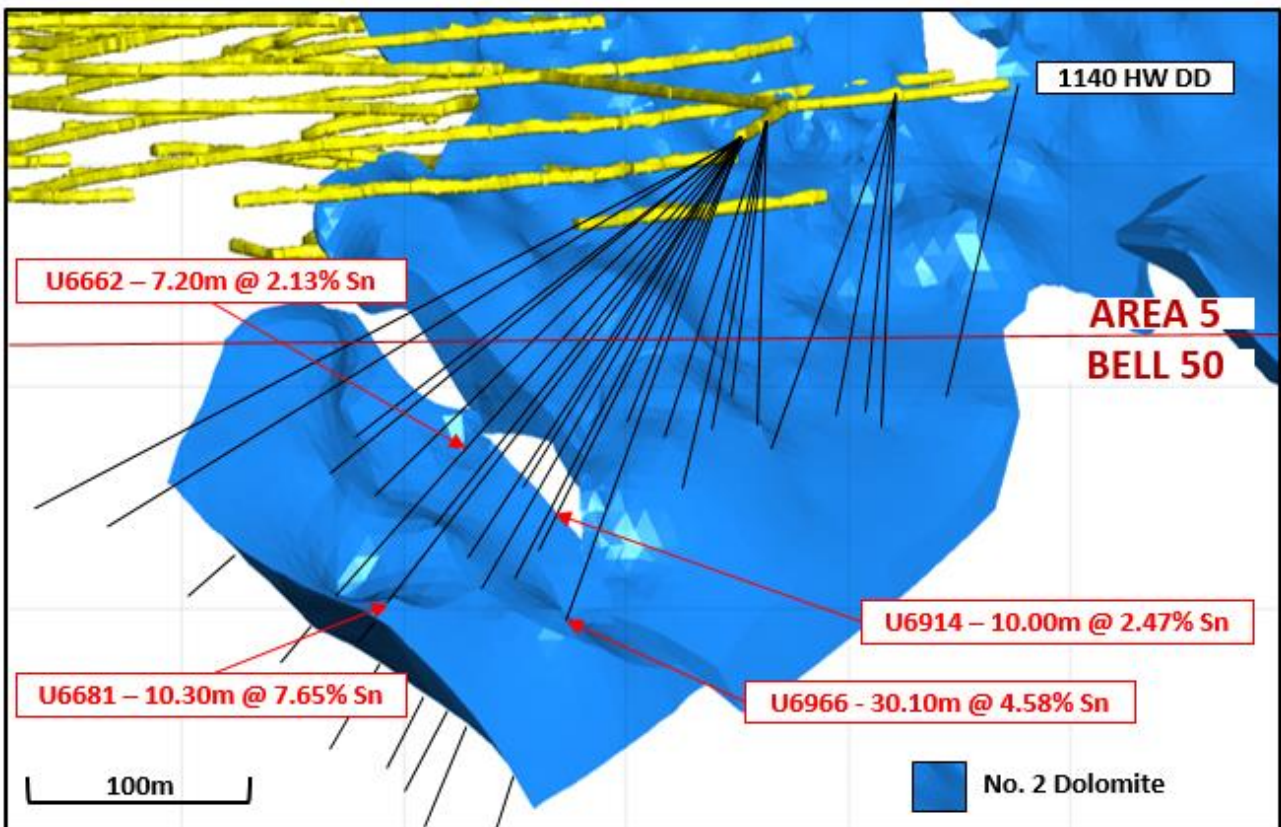 1140 HW DD
U6662 – 7.20m @ 2.13% Sn
AREA 5
BELL 50
U6914 – 10.00m @ 2.47% Sn
U6681 – 10.30m @ 7.65% Sn
U6966 - 30.10m @ 4.58% Sn
100m
No. 2 Dolomite